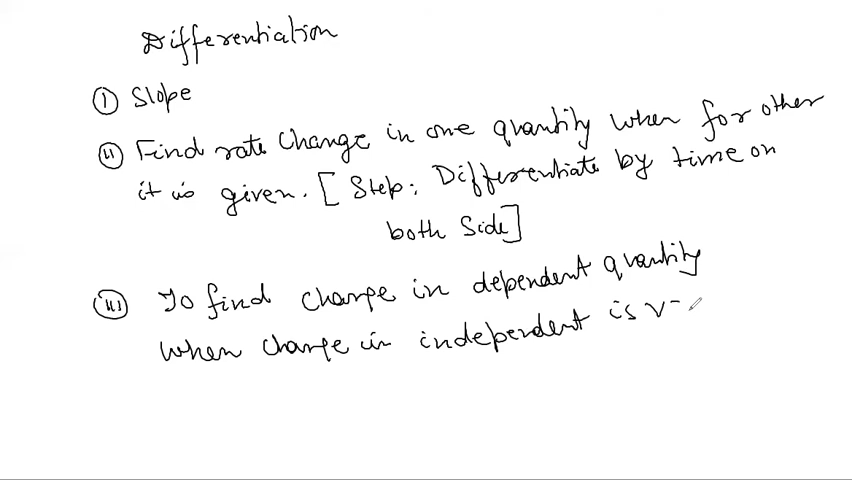 Differentiation
(i) Slope
(ii) Find rate change in one quantity when for other
it is given. [Step: Differentiate by time on
both side]
(iii) To find change in dependent quantity
when change in independent is v-